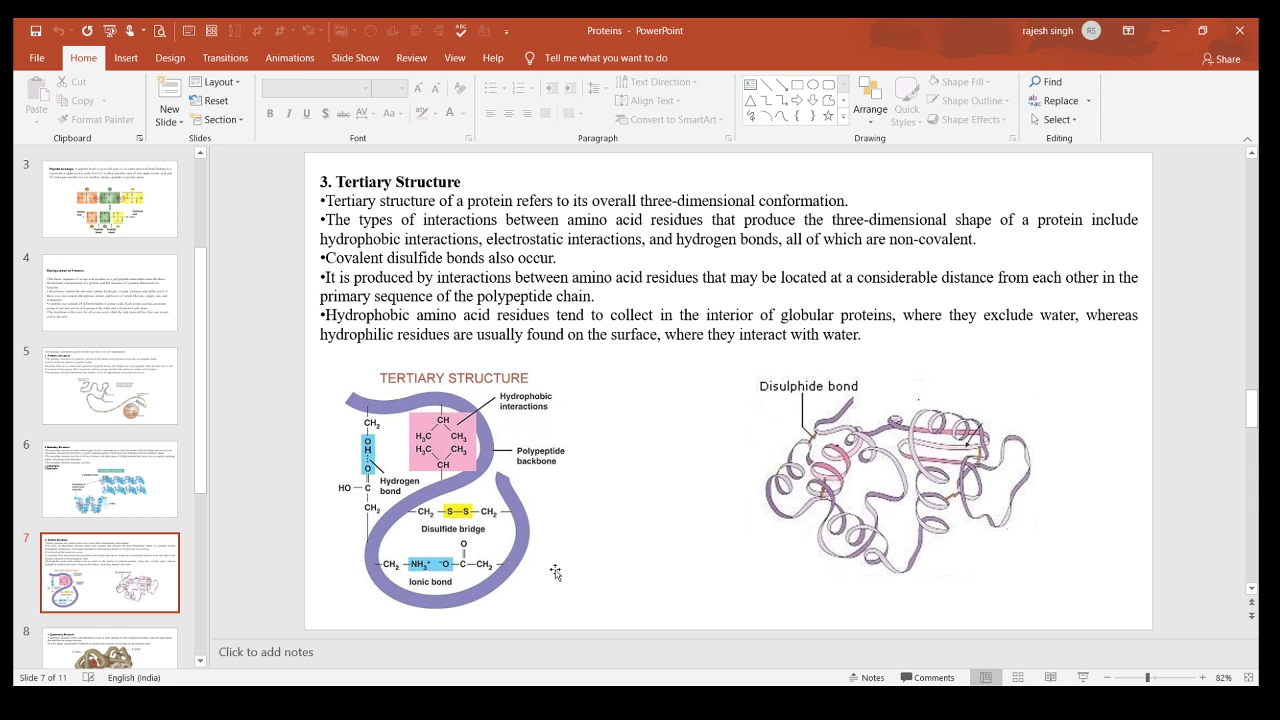 Proteins - PowerPoint
rajesh singh
RS
File
Home
Insert
Design
Transitions
Animations
Slide Show
Review
View
Help
Tell me what you want to do
Share
Paste
Cut
Copy
Format Painter
Clipboard
New
Slide
Layout
Reset
Section
Slides
Font
Text Direction
Align Text
Convert to SmartArt
Paragraph
Arrange
Quick
Styles
Shape Fill
Shape Outline
Shape Effects
Drawing
Find
Replace
Select
Editing
3
4
5
6
7
8
3. Tertiary Structure
•Tertiary structure of a protein refers to its overall three-dimensional conformation.
•The types of interactions between amino acid residues that produce the three-dimensional shape of a protein include
hydrophobic interactions, electrostatic interactions, and hydrogen bonds, all of which are non-covalent.
•Covalent disulfide bonds also occur.
•It is produced by interactions between amino acid residues that may be located at a considerable distance from each other in the
primary sequence of the polypeptide chain.
•Hydrophobic amino acid residues tend to collect in the interior of globular proteins, where they exclude water, whereas
hydrophilic residues are usually found on the surface, where they interact with water.
TERTIARY STRUCTURE
Hydrophobic
interactions
CH₂
CH
O
H
O
H₃C CH₃
H₃C CH₃
CH
Polypeptide
backbone
Hydrogen
bond
HO — C
CH₂
CH₂ — S—S — CH₂
Disulfide bridge
O
CH₂ — NH₃⁺ ⁻O — C — CH₂
Ionic bond
Disulphide bond
Click to add notes
Slide 7 of 11
English (India)
Notes
Comments
82%